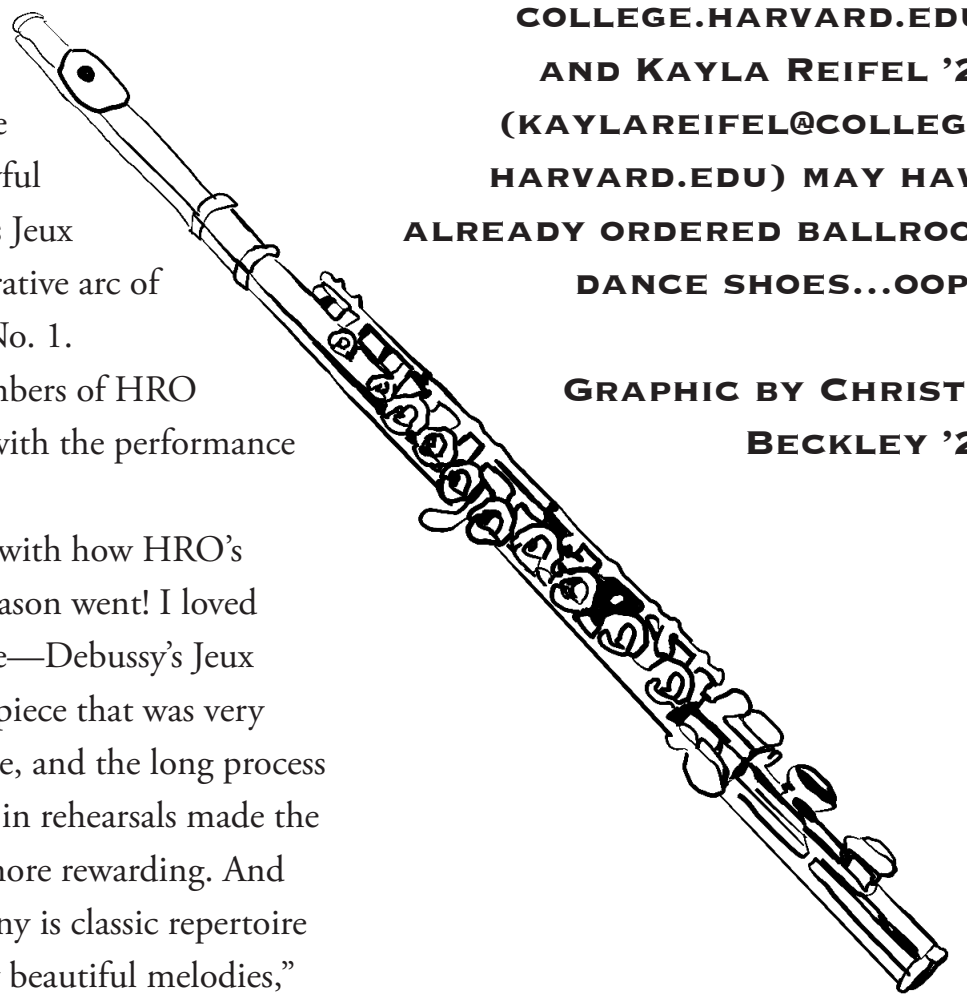 e
yful
s Jeux
rative arc of
No. 1.
mbers of HRO
with the performance
with how HRO’s
ason went! I loved
e—Debussy’s Jeux
piece that was very
e, and the long process
in rehearsals made the
more rewarding. And
ny is classic repertoire
beautiful melodies,”
COLLEGE.HARVARD.EDU
AND KAYLA REIFEL ’2
(KAYLAREIFEL@COLLEG
HARVARD.EDU) MAY HAV
ALREADY ORDERED BALLROO
DANCE SHOES...OOP
GRAPHIC BY CHRIST
BECKLEY ’2